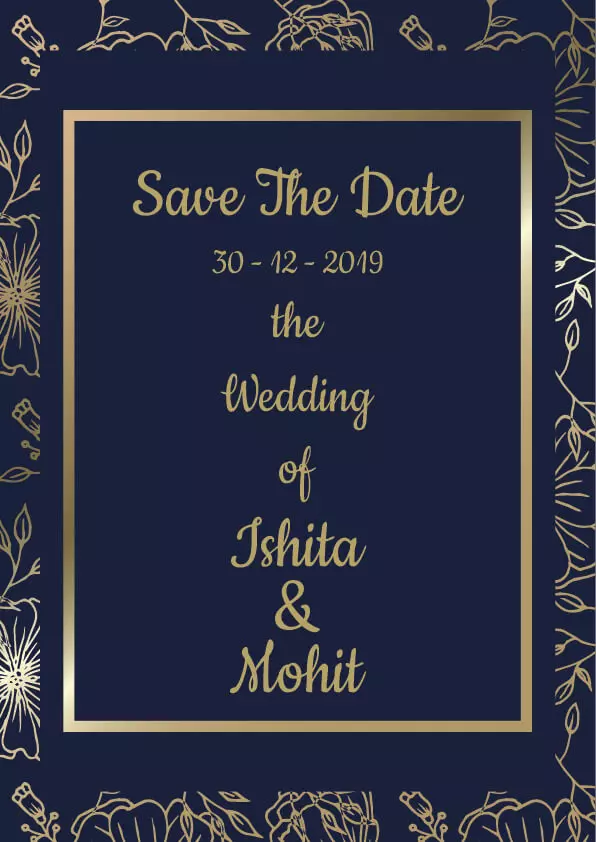 Save The Date
30 - 12 - 2019
the
Wedding
of
Ishita
&
Mohit